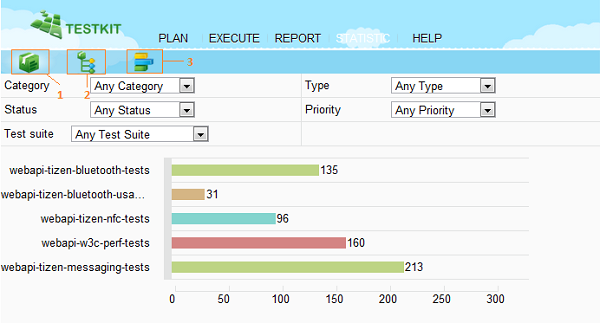 TESTKIT
PLAN EXECUTE REPORT STATISTIC HELP
1 2 3
Category Any Category Type Any Type
Status Any Status Priority Any Priority
Test suite Any Test Suite
webapi-tizen-bluetooth-tests 135
webapi-tizen-bluetooth-usa... 31
webapi-tizen-nfc-tests 96
webapi-w3c-perf-tests 160
webapi-tizen-messaging-tests 213
0 50 100 150 200 250 300